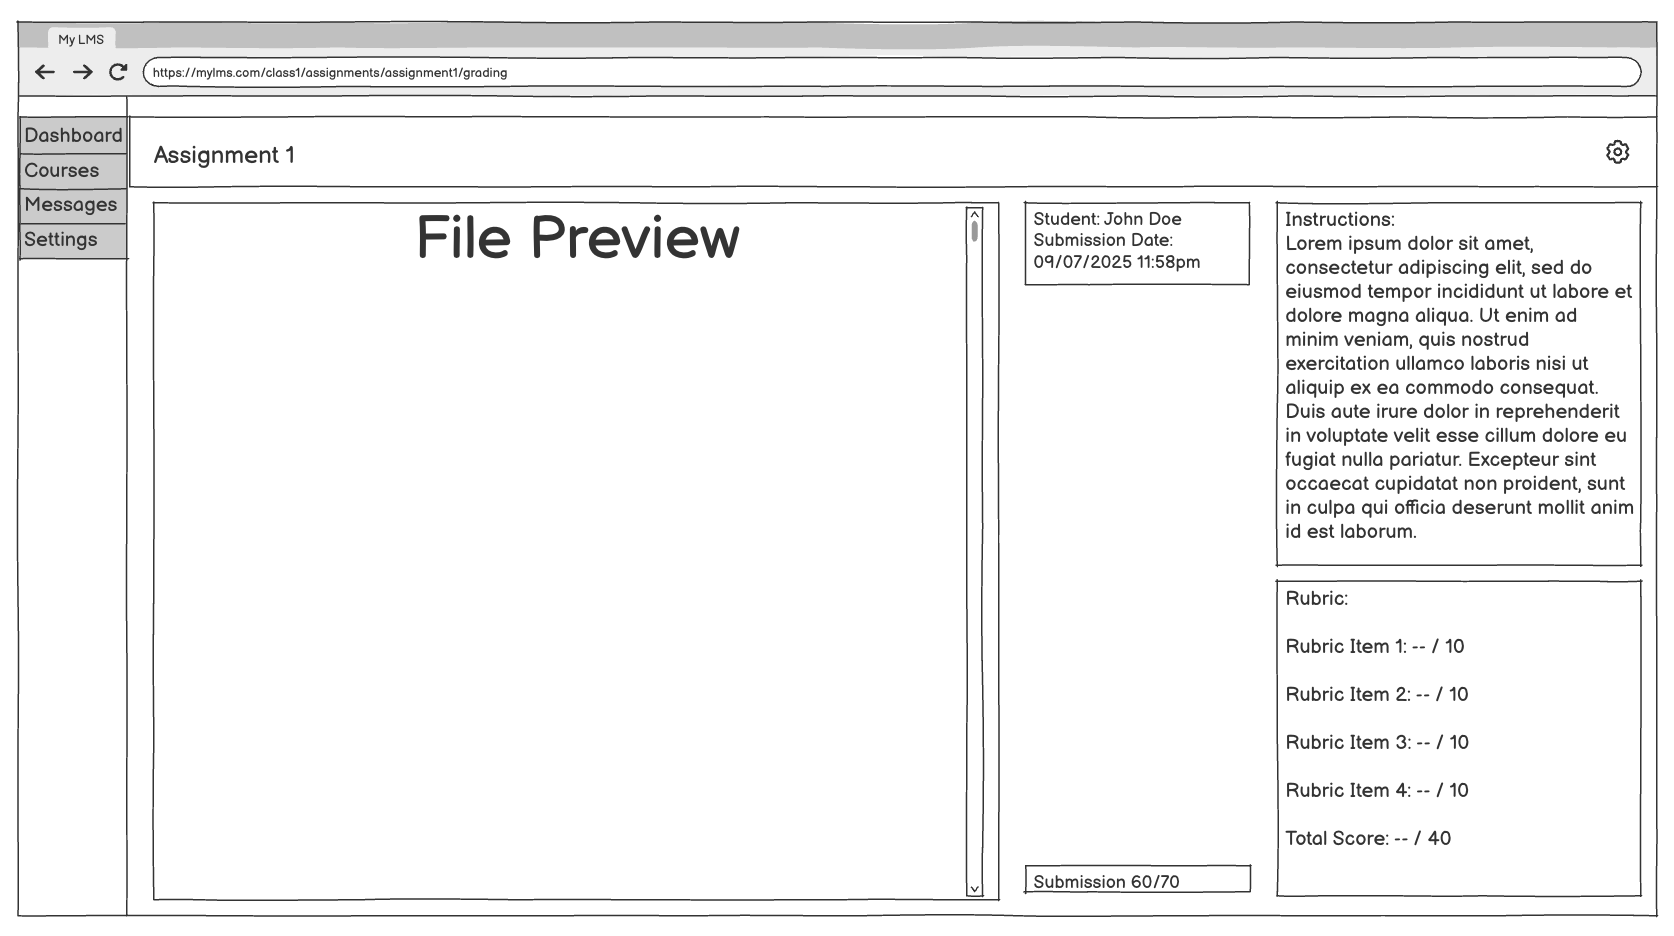 My LMS
https://mylms.com/class1/assignments/assignment1/grading
Dashboard
Courses
Messages
Settings
Assignment 1
File Preview
Student: John Doe
Submission Date:
09/07/2025 11:58pm
Submission 60/70
Instructions:
Lorem ipsum dolor sit amet,
consectetur adipiscing elit, sed do
eiusmod tempor incididunt ut labore et
dolore magna aliqua. Ut enim ad
minim veniam, quis nostrud
exercitation ullamco laboris nisi ut
aliquip ex ea commodo consequat.
Duis aute irure dolor in reprehenderit
in voluptate velit esse cillum dolore eu
fugiat nulla pariatur. Excepteur sint
occaecat cupidatat non proident, sunt
in culpa qui officia deserunt mollit anim
id est laborum.
Rubric:
Rubric Item 1: -- / 10
Rubric Item 2: -- / 10
Rubric Item 3: -- / 10
Rubric Item 4: -- / 10
Total Score: -- / 40